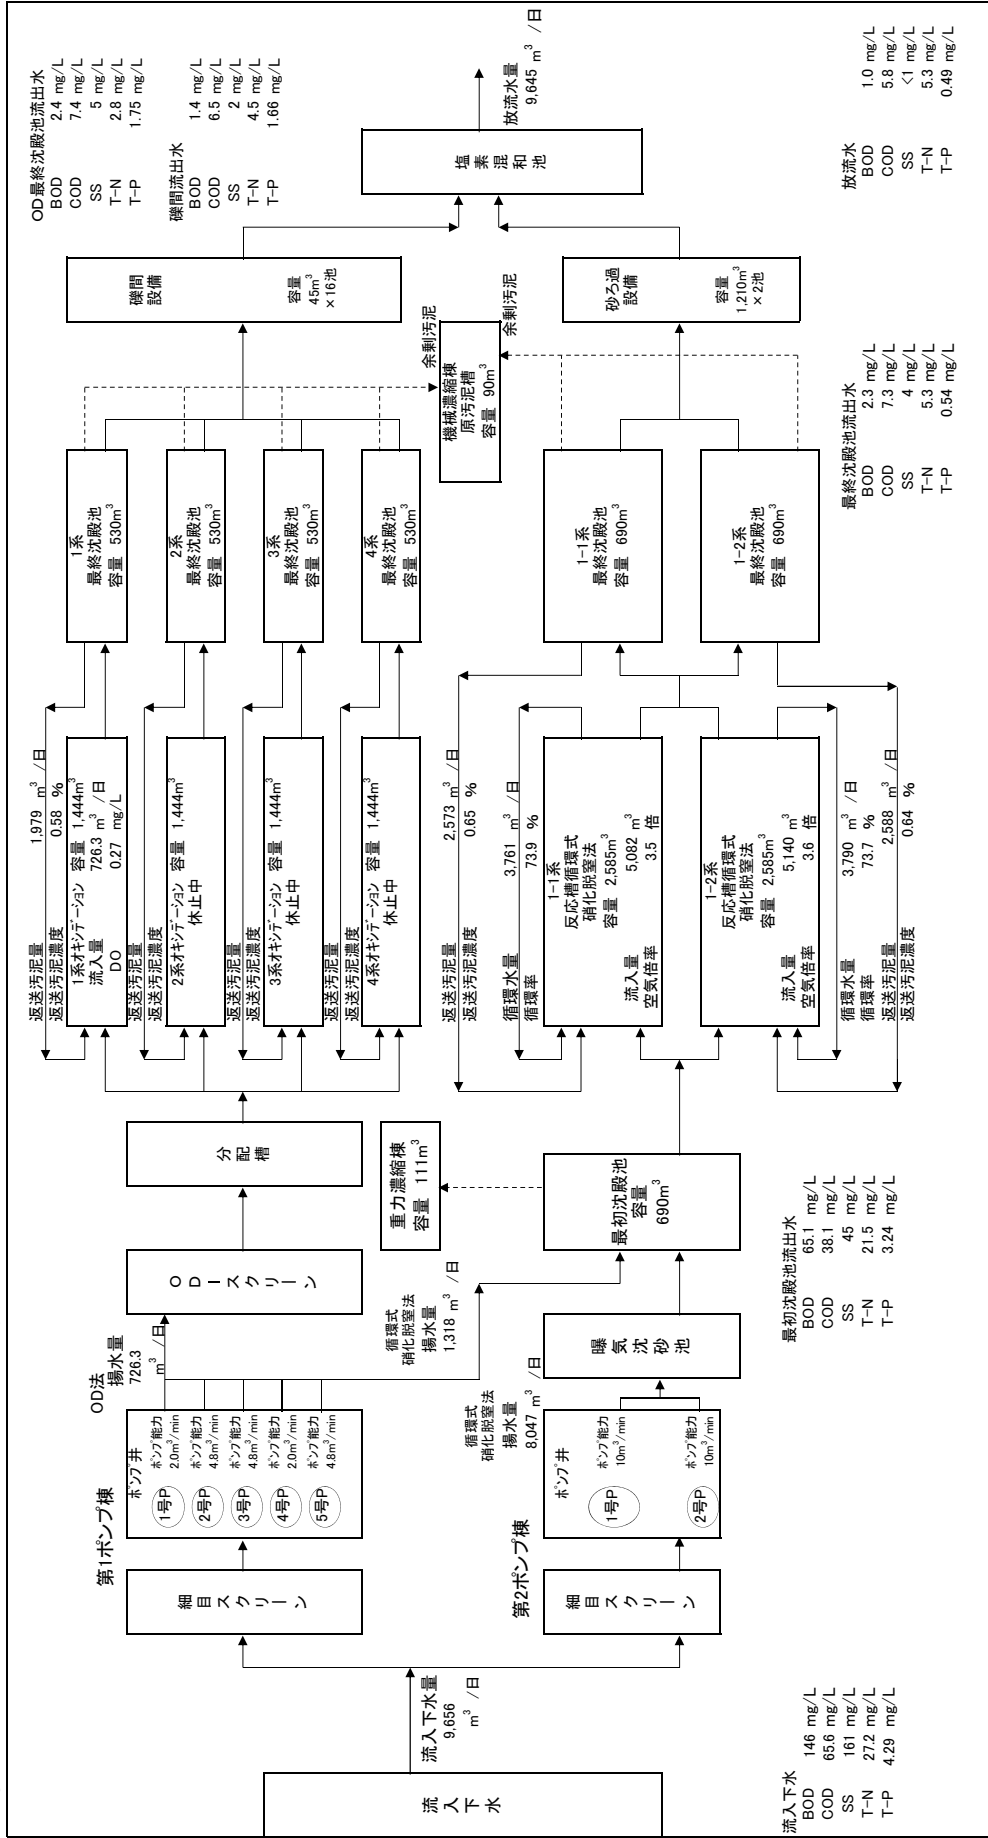 流入下水
流入下水量
9,656
m³ /日
流入下水
BOD 146 mg/L
COD 65.6 mg/L
SS 161 mg/L
T-N 27.2 mg/L
T-P 4.29 mg/L
細目スクリーン
第1ポンプ棟
ポンプ井
1号P
ポンプ能力
2.0m³/min
2号P
ポンプ能力
4.8m³/min
3号P
ポンプ能力
4.8m³/min
4号P
ポンプ能力
2.0m³/min
5号P
ポンプ能力
4.8m³/min
細目スクリーン
第2ポンプ棟
ポンプ井
1号P
ポンプ能力
10m³/min
2号P
ポンプ能力
10m³/min
OD法
揚水量
726.3
m³ /日
循環式
硝化脱窒法
揚水量
1,318 m³ /日
循環式
硝化脱窒法
揚水量
8,047 m³ /日
ODースクリーン
分配槽
曝気沈砂池
重力濃縮棟
容量 111m³
最初沈殿池
容量
690m³
最初沈殿池流出水
BOD 65.1 mg/L
COD 38.1 mg/L
SS 45 mg/L
T-N 21.5 mg/L
T-P 3.24 mg/L
返送汚泥量 1,979 m³ /日
返送汚泥濃度 0.58 %
1系オキシデーション 容量 1,444m³
流入量 726.3 m³ /日
DO 0.27 mg/L
返送汚泥量
返送汚泥濃度
2系オキシデーション 容量 1,444m³
休止中
返送汚泥量
返送汚泥濃度
3系オキシデーション 容量 1,444m³
休止中
返送汚泥量
返送汚泥濃度
4系オキシデーション 容量 1,444m³
休止中
返送汚泥量 2,573 m³ /日
返送汚泥濃度 0.65 %
循環水量 3,761 m³ /日
循環率 73.9 %
1-1系
反応槽循環式
硝化脱窒法
容量 2,585m³
流入量 5,082 m³
空気倍率 3.5 倍
1-2系
反応槽循環式
硝化脱窒法
容量 2,585m³
流入量 5,140 m³
空気倍率 3.6 倍
循環水量 3,790 m³ /日
循環率 73.7 %
返送汚泥量 2,588 m³ /日
返送汚泥濃度 0.64 %
1系
最終沈殿池
容量 530m³
2系
最終沈殿池
容量 530m³
3系
最終沈殿池
容量 530m³
4系
最終沈殿池
容量 530m³
1-1系
最終沈殿池
容量 690m³
1-2系
最終沈殿池
容量 690m³
余剰汚泥
機械濃縮棟
原汚泥槽
容量 90m³
余剰汚泥
最終沈殿池流出水
BOD 2.3 mg/L
COD 7.3 mg/L
SS 4 mg/L
T-N 5.3 mg/L
T-P 0.54 mg/L
礫間
設備
容量
45m³
×16池
砂ろ過
設備
容量
1,210m³
×2池
塩素混和池
放流水量
9,645 m³ /日
OD最終沈殿池流出水
BOD 2.4 mg/L
COD 7.4 mg/L
SS 5 mg/L
T-N 2.8 mg/L
T-P 1.75 mg/L
礫間流出水
BOD 1.4 mg/L
COD 6.5 mg/L
SS 2 mg/L
T-N 4.5 mg/L
T-P 1.66 mg/L
放流水
BOD 1.0 mg/L
COD 5.8 mg/L
SS <1 mg/L
T-N 5.3 mg/L
T-P 0.49 mg/L